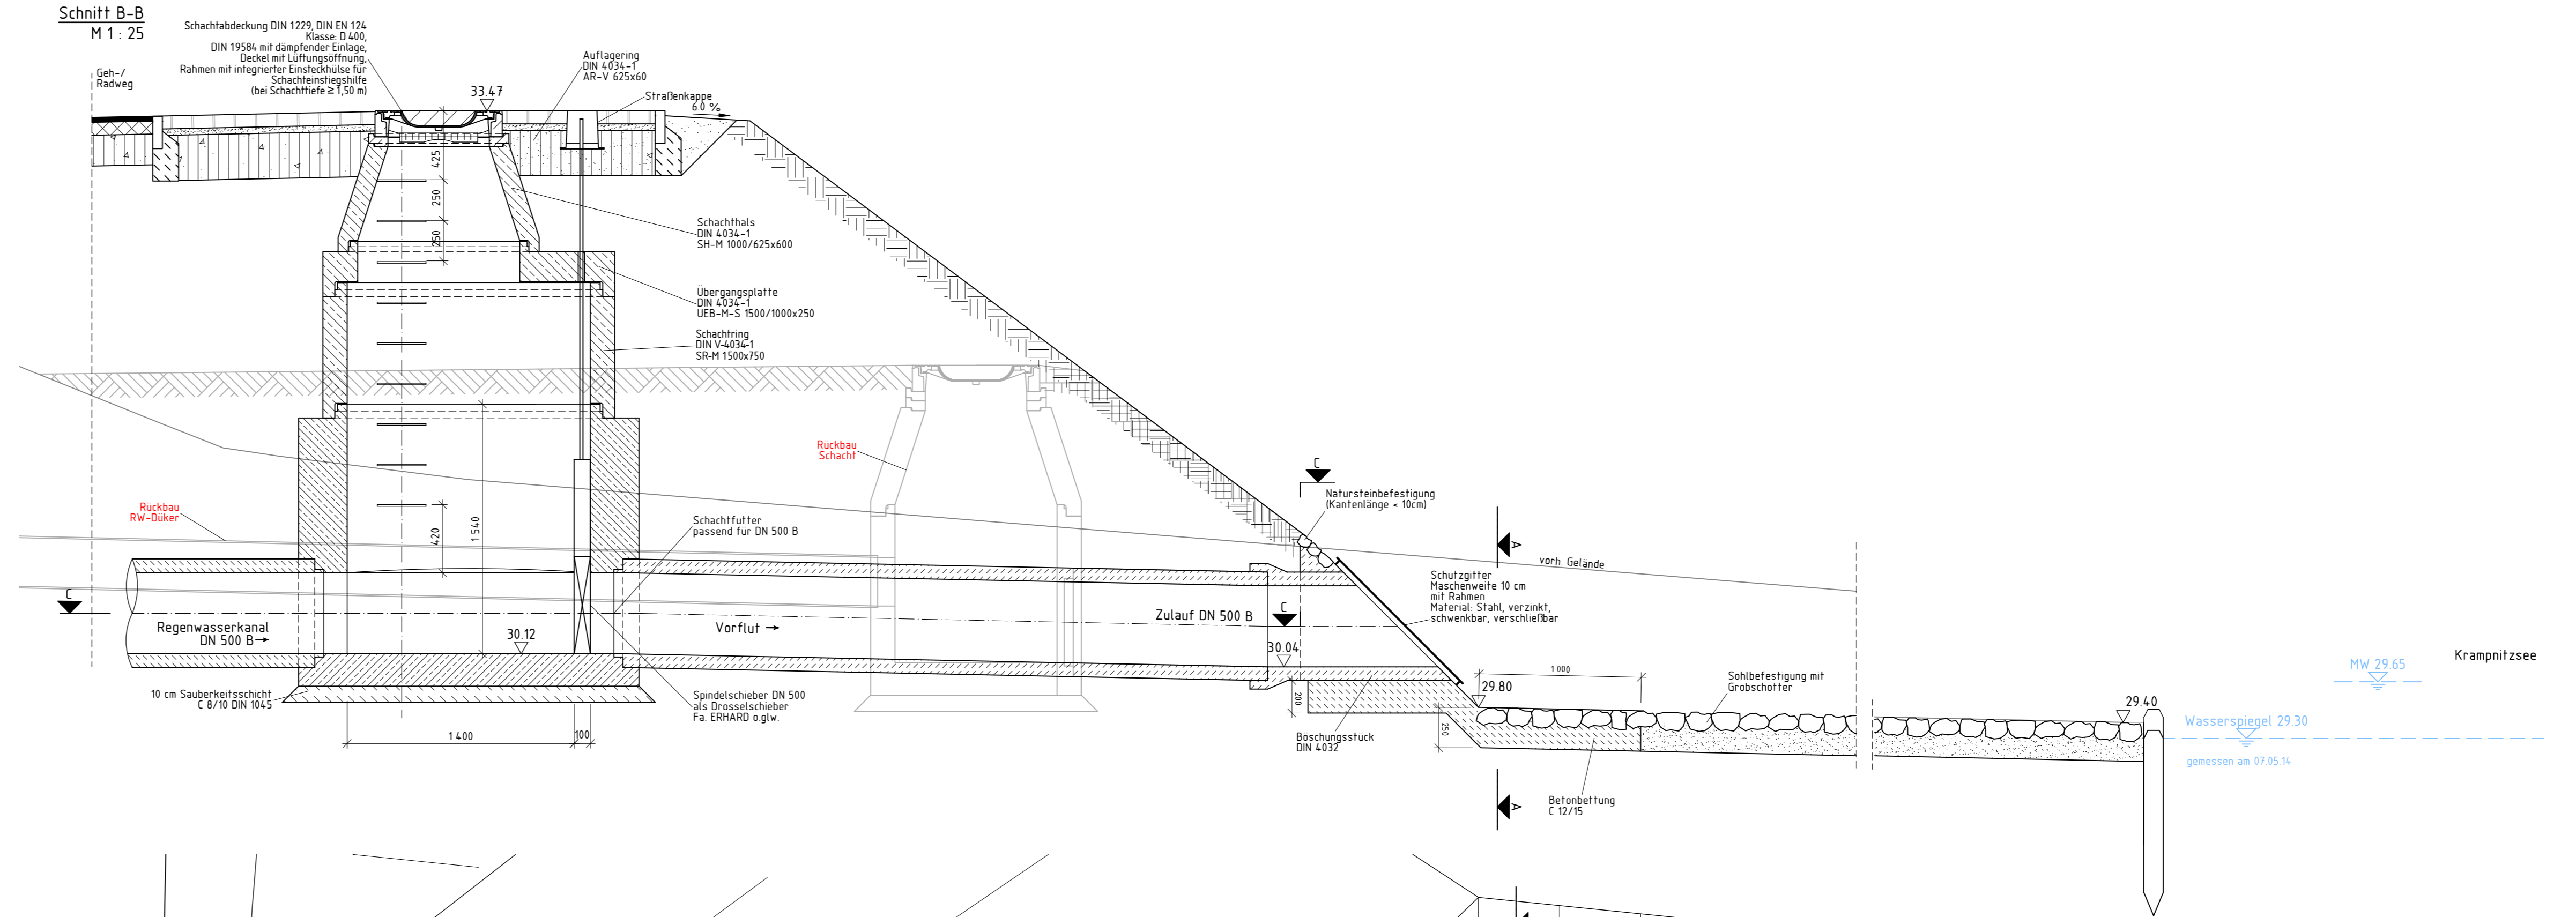 Schnitt B-B
M 1 : 25
Schachtabdeckung DIN 1229, DIN EN 124
Klasse: D 400,
DIN 19584 mit dämpfender Einlage,
Deckel mit Lüftungsöffnung,
Rahmen mit integrierter Einsteckhülse für
Schachteinstiegshilfe
(bei Schachttiefe ≥ 1,50 m)
Geh-/
Radweg
33.47
Auflagering
DIN 4034-1
AR-V 625x60
Straßenkappe
6.0 %
425
250
250
Schachthals
DIN 4034-1
SH-M 1000/625x600
Übergangsplatte
DIN 4034-1
UEB-M-S 1500/1000x250
Schachtring
DIN V-4034-1
SR-M 1500x750
Rückbau
Schacht
Rückbau
RW-Düker
420
1 540
Schachtfutter
passend für DN 500 B
C
Natursteinbefestigung
(Kantenlänge < 10cm)
A
vorh. Gelände
Schutzgitter
Maschenweite 10 cm
mit Rahmen
Material: Stahl, verzinkt,
schwenkbar, verschließbar
C
Regenwasserkanal
DN 500 B
30.12
Vorflut
Zulauf DN 500 B
C
30.04
10 cm Sauberkeitsschicht
C 8/10 DIN 1045
Spindelschieber DN 500
als Drosselschieber
Fa. ERHARD o.glw.
1 400
100
200
250
29.80
1 000
Böschungsstück
DIN 4032
Sohlbefestigung mit
Grobschotter
Betonbettung
C 12/15
A
29.40
MW 29.65
Krampnitzsee
Wasserspiegel 29.30
gemessen am 07.05.14